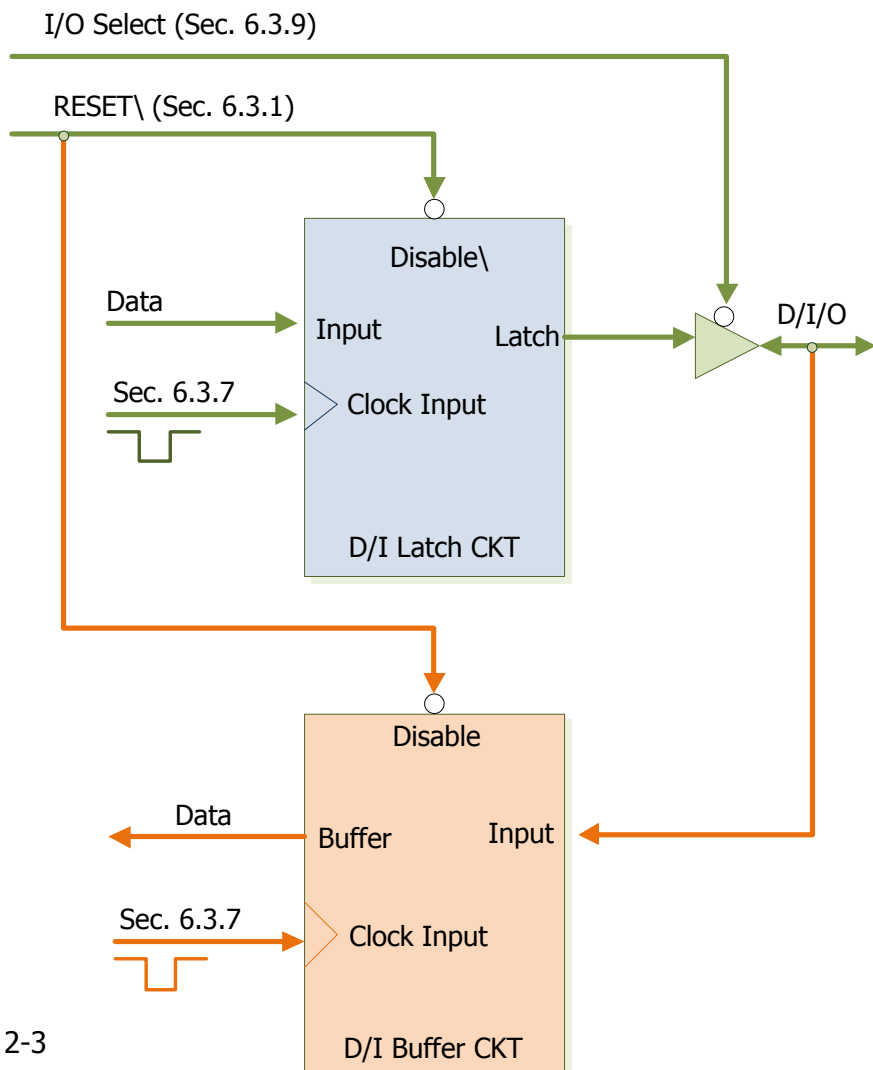 I/O Select (Sec. 6.3.9)
RESET\ (Sec. 6.3.1)
Disable\
Data
Input
Latch
D/I/O
Sec. 6.3.7
Clock Input
D/I Latch CKT
Disable
Data
Buffer
Input
Sec. 6.3.7
Clock Input
2-3
D/I Buffer CKT